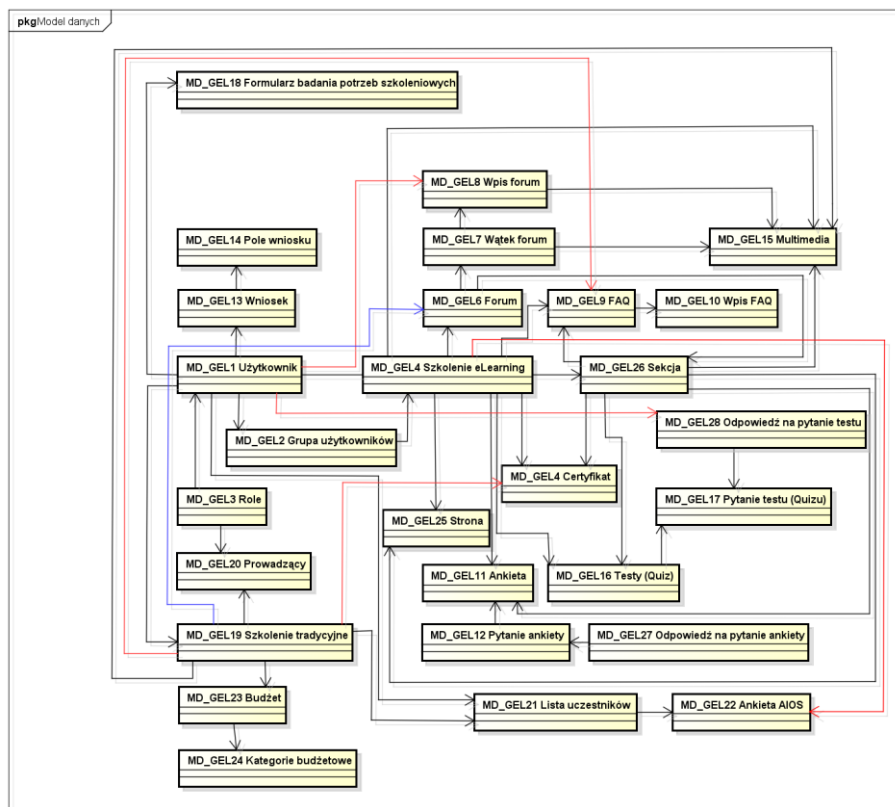 pkg Model danych
MD_GEL18 Formularz badania potrzeb szkoleniowych
MD_GEL8 Wpis forum
MD_GEL14 Pole wniosku
MD_GEL7 Wątek forum
MD_GEL15 Multimedia
MD_GEL13 Wniosek
MD_GEL6 Forum
MD_GEL9 FAQ
MD_GEL10 Wpis FAQ
MD_GEL1 Użytkownik
MD_GEL4 Szkolenie eLearning
MD_GEL26 Sekcja
MD_GEL28 Odpowiedź na pytanie testu
MD_GEL2 Grupa użytkowników
MD_GEL4 Certyfikat
MD_GEL3 Role
MD_GEL17 Pytanie testu (Quizu)
MD_GEL25 Strona
MD_GEL20 Prowadzący
MD_GEL11 Ankieta
MD_GEL16 Testy (Quiz)
MD_GEL19 Szkolenie tradycyjne
MD_GEL12 Pytanie ankiety
MD_GEL27 Odpowiedź na pytanie ankiety
MD_GEL23 Budżet
MD_GEL21 Lista uczestników
MD_GEL22 Ankieta AIOS
MD_GEL24 Kategorie budżetowe